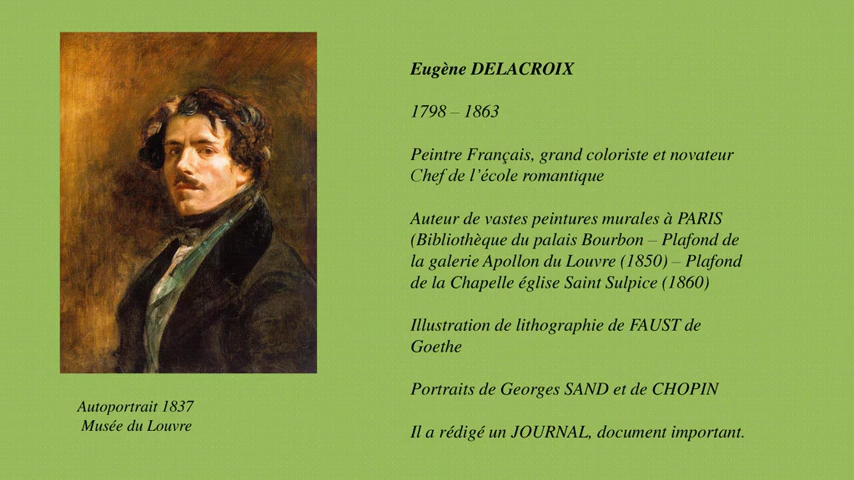 Eugène DELACROIX
1798 – 1863
Peintre Français, grand coloriste et novateur
Chef de l’école romantique
Auteur de vastes peintures murales à PARIS
(Bibliothèque du palais Bourbon – Plafond de
la galerie Apollon du Louvre (1850) – Plafond
de la Chapelle église Saint Sulpice (1860)
Illustration de lithographie de FAUST de
Goethe
Portraits de Georges SAND et de CHOPIN
Il a rédigé un JOURNAL, document important.
Autoportrait 1837
Musée du Louvre